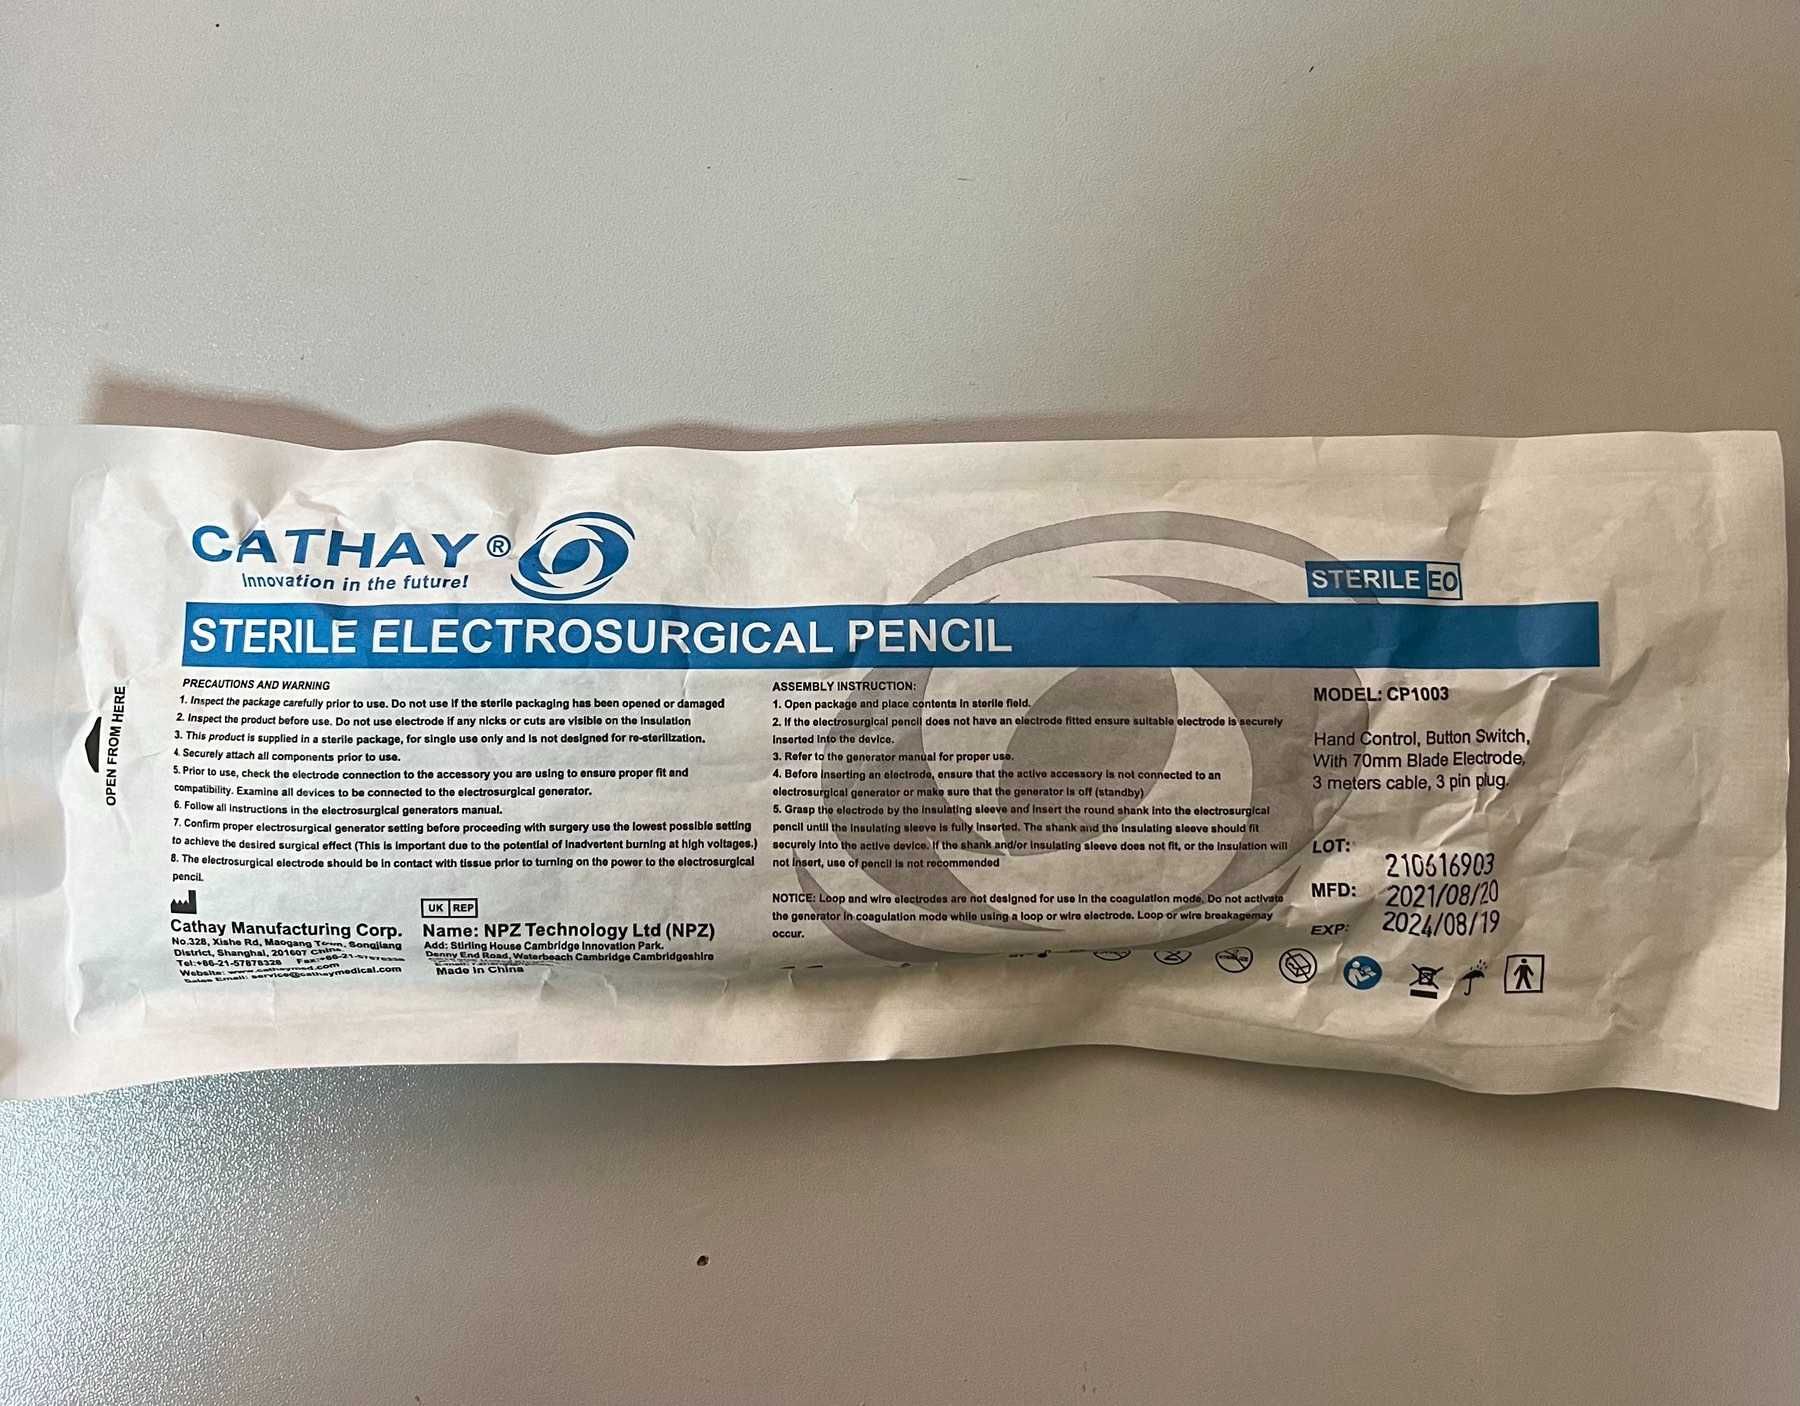 CATHAY®
Innovation in the future!
STERILE EO
STERILE ELECTROSURGICAL PENCIL
OPEN FROM HERE
PRECAUTIONS AND WARNING
1. Inspect the package carefully prior to use. Do not use if the sterile packaging has been opened or damaged
2. Inspect the product before use. Do not use electrode if any nicks or cuts are visible on the insulation
3. This product is supplied in a sterile package, for single use only and is not designed for re-sterilization.
4. Securely attach all components prior to use.
5. Prior to use, check the electrode connection to the accessory you are using to ensure proper fit and
compatibility. Examine all devices to be connected to the electrosurgical generator.
6. Follow all instructions in the electrosurgical generators manual.
7. Confirm proper electrosurgical generator setting before proceeding with surgery use the lowest possible setting
to achieve the desired surgical effect (This is important due to the potential of inadvertent burning at high voltages.)
8. The electrosurgical electrode should be in contact with tissue prior to turning on the power to the electrosurgical
pencil.
Cathay Manufacturing Corp.
No.328, Xishe Rd, Maogang Town, Songjiang
District, Shanghai, 201607 China
Tel:+86-21-57878328 Fax:+86-21-
Website: www.cathaymed.com
Sales Email: service@cathaymedical.com
UK REP
Name: NPZ Technology Ltd (NPZ)
Add: Stirling House Cambridge Innovation Park.
Denny End Road, Waterbeach Cambridge Cambridgeshire
Made in China
ASSEMBLY INSTRUCTION:
1. Open package and place contents in sterile field.
2. If the electrosurgical pencil does not have an electrode fitted ensure suitable electrode is securely
inserted into the device.
3. Refer to the generator manual for proper use.
4. Before inserting an electrode, ensure that the active accessory is not connected to an
electrosurgical generator or make sure that the generator is off (standby)
5. Grasp the electrode by the insulating sleeve and insert the round shank into the electrosurgical
pencil until the insulating sleeve is fully inserted. The shank and the insulating sleeve should fit
securely into the active device. If the shank and/or insulating sleeve does not fit, or the insulation will
not insert, use of pencil is not recommended
NOTICE: Loop and wire electrodes are not designed for use in the coagulation mode. Do not activate
the generator in coagulation mode while using a loop or wire electrode. Loop or wire breakagemay
occur.
MODEL: CP1003
Hand Control, Button Switch,
With 70mm Blade Electrode,
3 meters cable, 3 pin plug.
LOT: 210616903
MFD: 2021/08/20
EXP: 2024/08/19